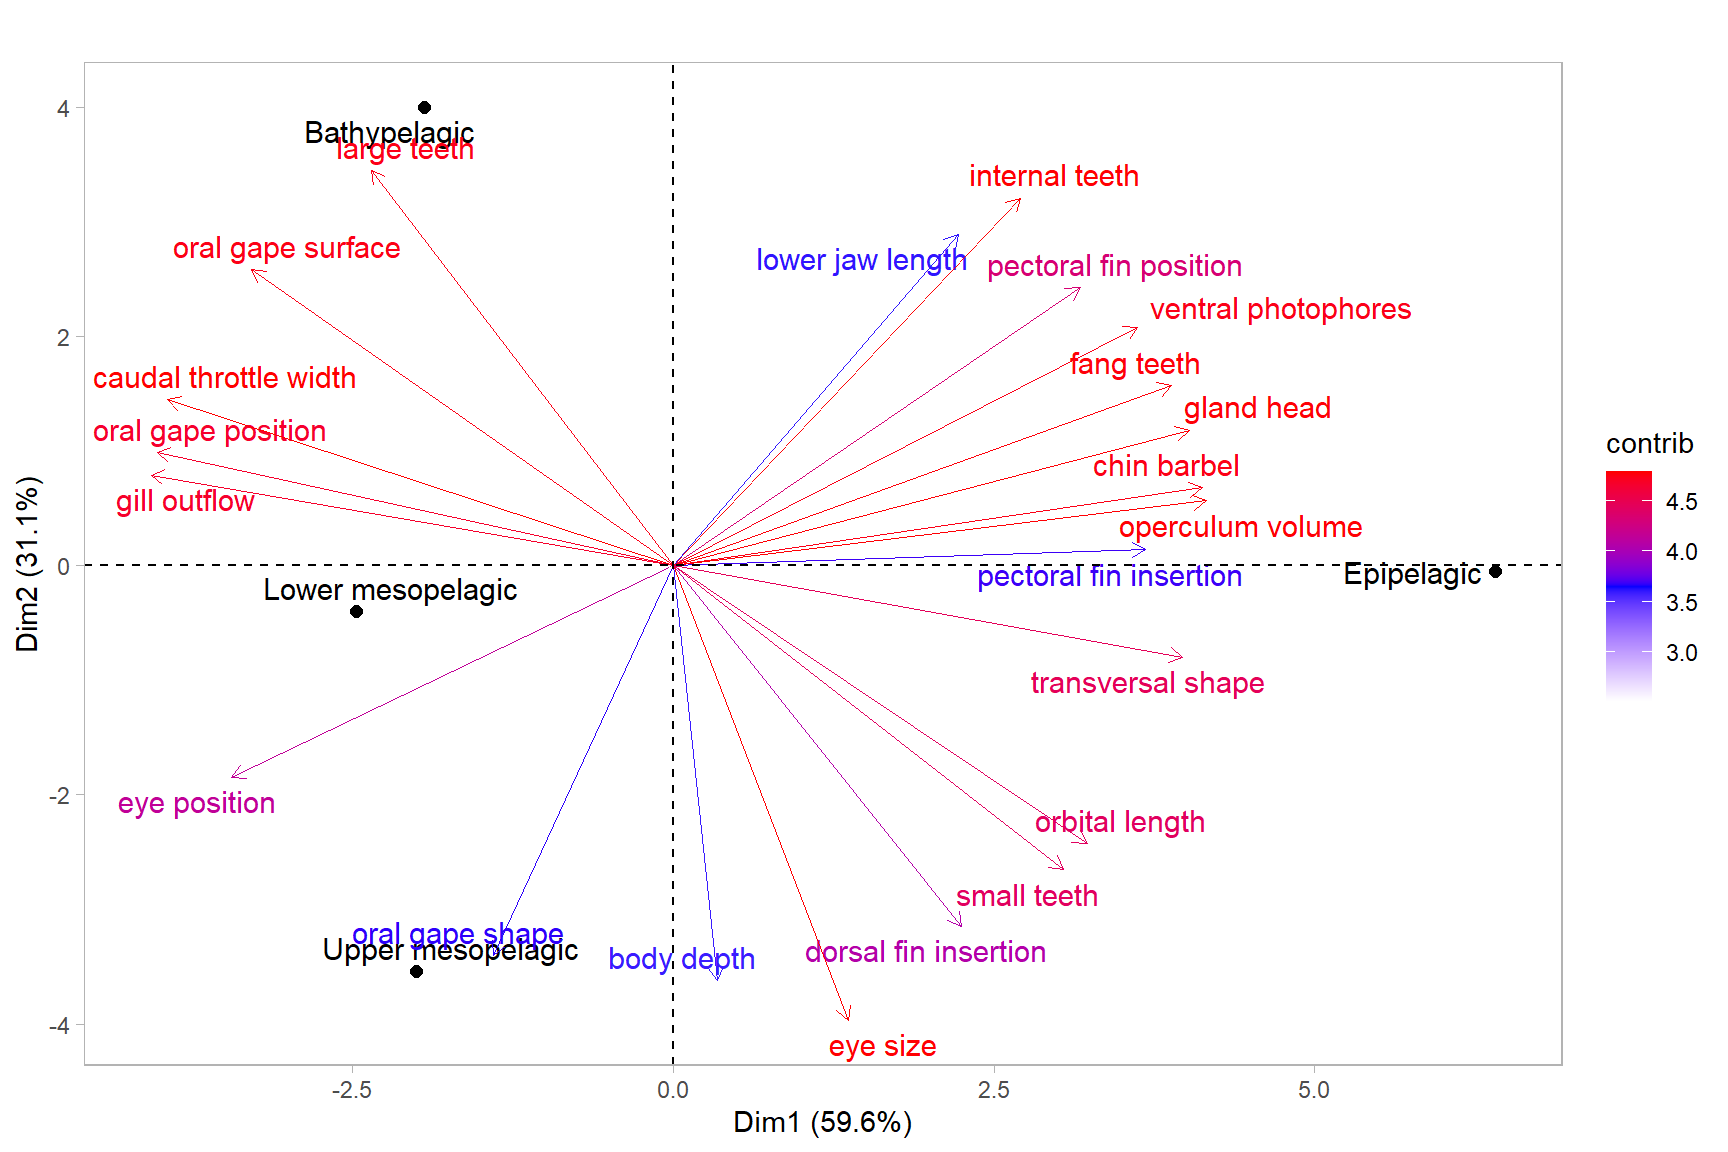 4
Bathypelagic
large teeth
internal teeth
oral gape surface
lower jaw length
pectoral fin position
ventral photophores
2
fang teeth
caudal throttle width
gland head
oral gape position
chin barbel
gill outflow
operculum volume
0
Lower mesopelagic
pectoral fin insertion
Epipelagic
transversal shape
-2
eye position
orbital length
small teeth
oral gape shape
Upper mesopelagic
body depth
dorsal fin insertion
-4
eye size
-2.5
0.0
2.5
5.0
Dim1 (59.6%)
Dim2 (31.1%)
contrib
4.5
4.0
3.5
3.0